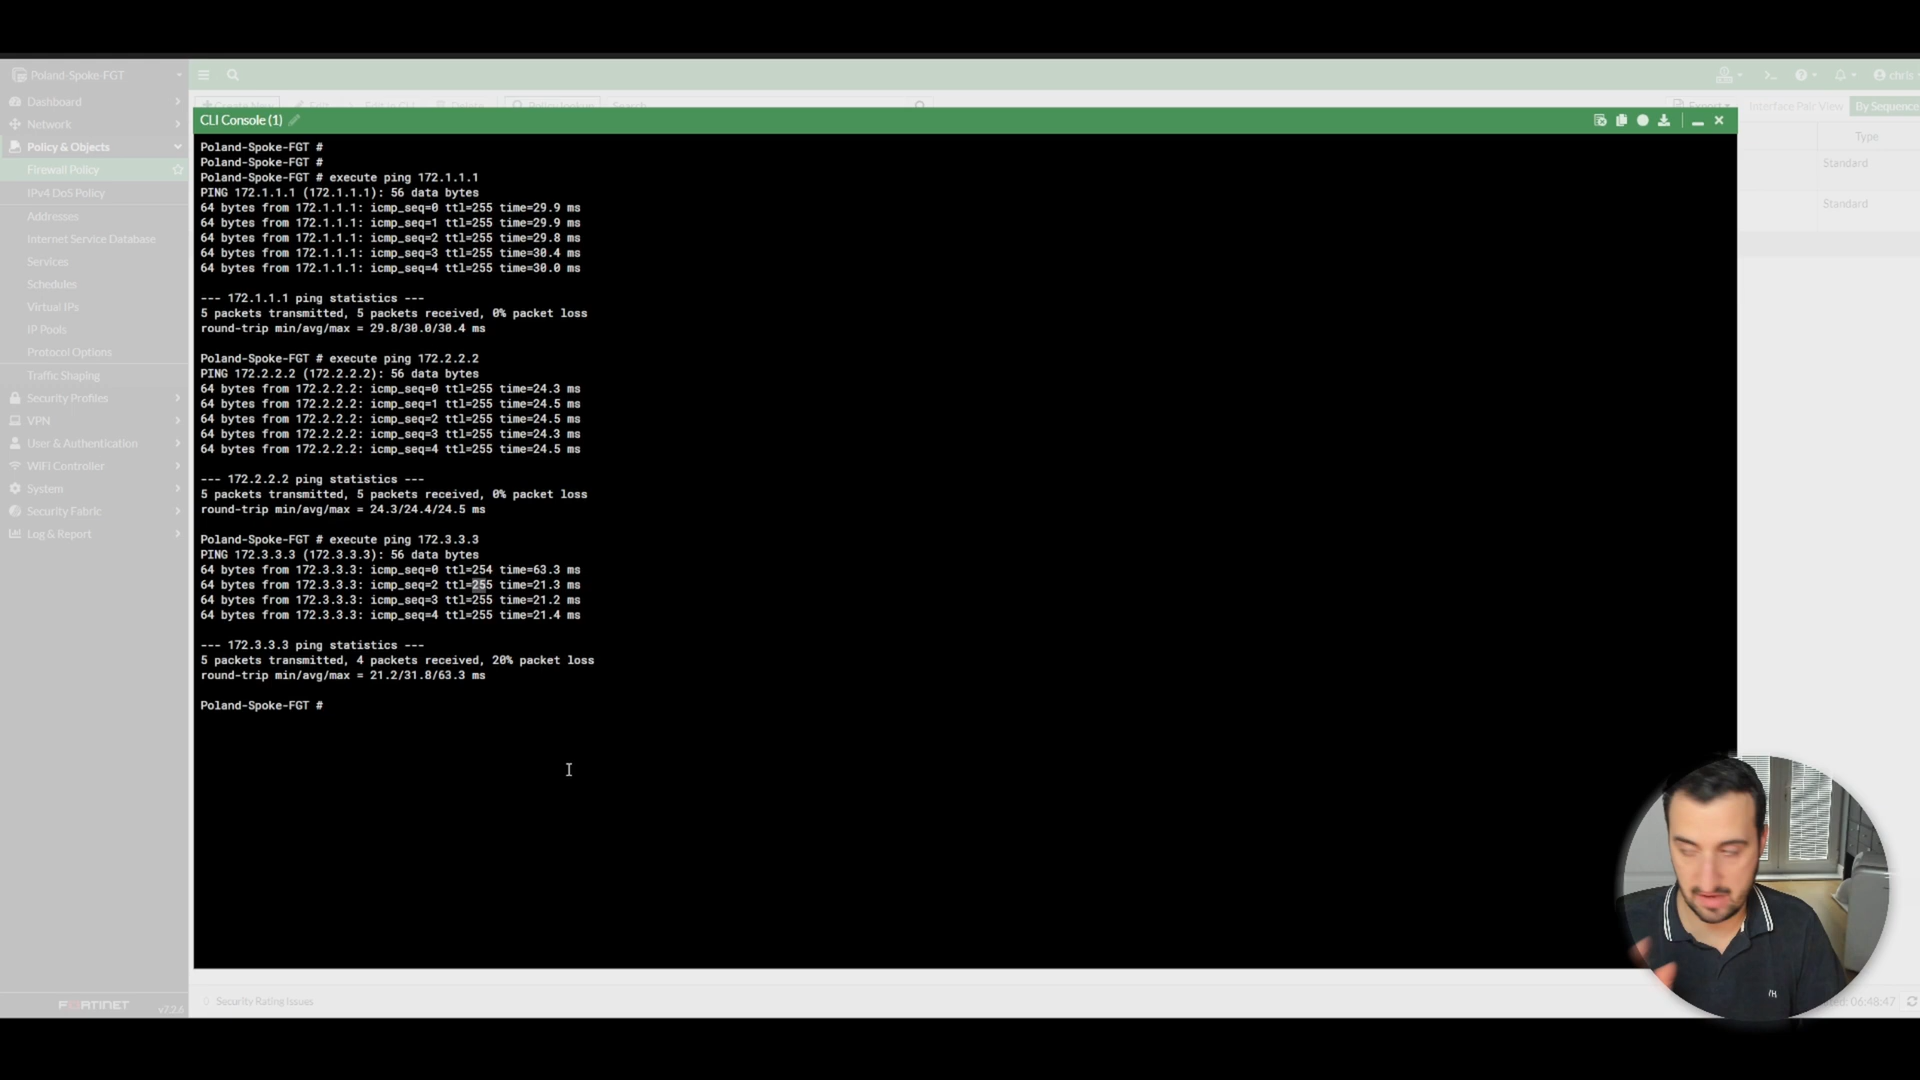 Poland-Spoke-FGT
chris
Create New Edit Edit in CLI Delete Policy lookup Search
Export Interface Pair View By Sequence
CLI Console (1)
Dashboard
Network
Policy & Objects
Firewall Policy
IPv4 DoS Policy
Addresses
Internet Service Database
Services
Schedules
Virtual IPs
IP Pools
Protocol Options
Traffic Shaping
Security Profiles
VPN
User & Authentication
WiFi Controller
System
Security Fabric
Log & Report
FORTINET
v7.2.6
Poland-Spoke-FGT #
Poland-Spoke-FGT #
Poland-Spoke-FGT # execute ping 172.1.1.1
PING 172.1.1.1 (172.1.1.1): 56 data bytes
64 bytes from 172.1.1.1: icmp_seq=0 ttl=255 time=29.9 ms
64 bytes from 172.1.1.1: icmp_seq=1 ttl=255 time=29.9 ms
64 bytes from 172.1.1.1: icmp_seq=2 ttl=255 time=29.8 ms
64 bytes from 172.1.1.1: icmp_seq=3 ttl=255 time=30.4 ms
64 bytes from 172.1.1.1: icmp_seq=4 ttl=255 time=30.0 ms
--- 172.1.1.1 ping statistics ---
5 packets transmitted, 5 packets received, 0% packet loss
round-trip min/avg/max = 29.8/30.0/30.4 ms
Poland-Spoke-FGT # execute ping 172.2.2.2
PING 172.2.2.2 (172.2.2.2): 56 data bytes
64 bytes from 172.2.2.2: icmp_seq=0 ttl=255 time=24.3 ms
64 bytes from 172.2.2.2: icmp_seq=1 ttl=255 time=24.5 ms
64 bytes from 172.2.2.2: icmp_seq=2 ttl=255 time=24.5 ms
64 bytes from 172.2.2.2: icmp_seq=3 ttl=255 time=24.3 ms
64 bytes from 172.2.2.2: icmp_seq=4 ttl=255 time=24.5 ms
--- 172.2.2.2 ping statistics ---
5 packets transmitted, 5 packets received, 0% packet loss
round-trip min/avg/max = 24.3/24.4/24.5 ms
Poland-Spoke-FGT # execute ping 172.3.3.3
PING 172.3.3.3 (172.3.3.3): 56 data bytes
64 bytes from 172.3.3.3: icmp_seq=0 ttl=254 time=63.3 ms
64 bytes from 172.3.3.3: icmp_seq=2 ttl=255 time=21.3 ms
64 bytes from 172.3.3.3: icmp_seq=3 ttl=255 time=21.2 ms
64 bytes from 172.3.3.3: icmp_seq=4 ttl=255 time=21.4 ms
--- 172.3.3.3 ping statistics ---
5 packets transmitted, 4 packets received, 20% packet loss
round-trip min/avg/max = 21.2/31.8/63.3 ms
Poland-Spoke-FGT #
Type
Standard
Standard
Security Rating Issues
06:48:47